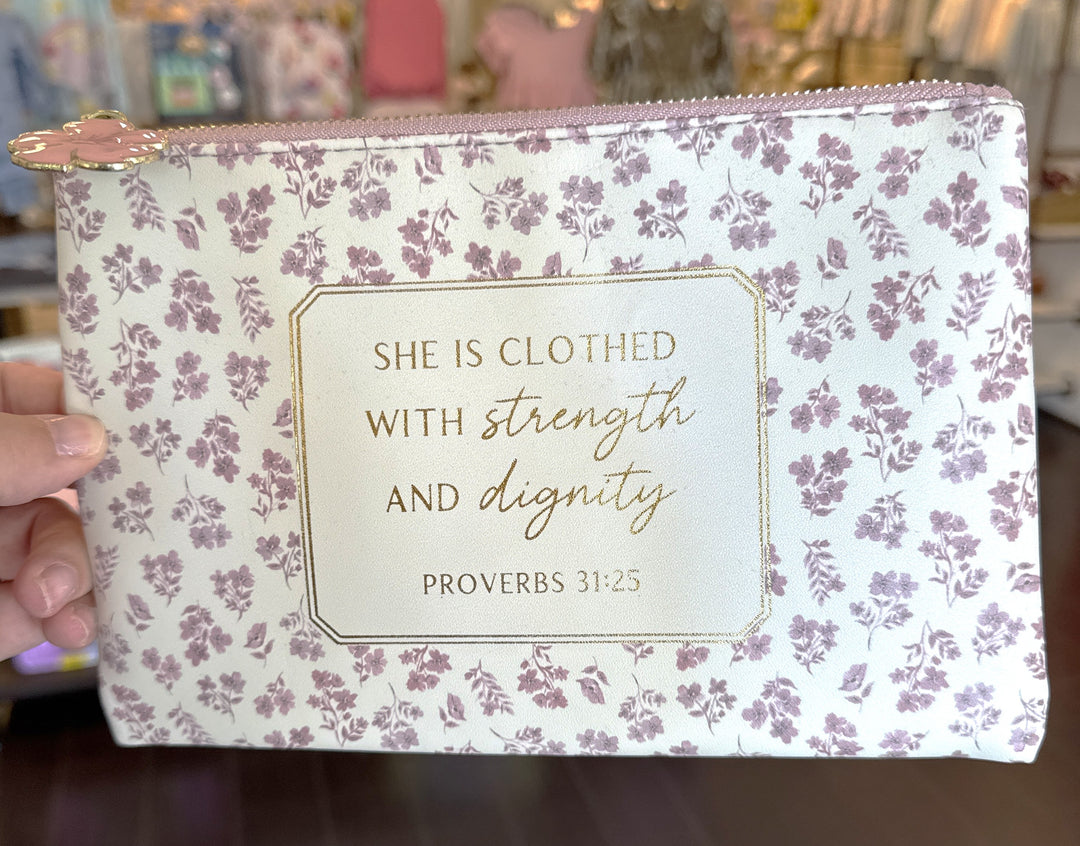 SHE IS CLOTHED
WITH strength
AND dignity
PROVERBS 31:25